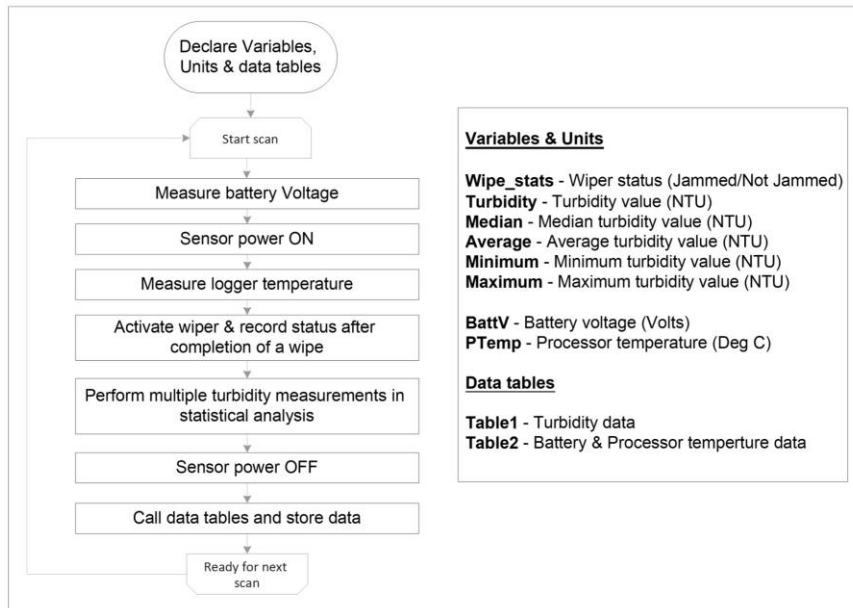 Declare Variables,
Units & data tables
Start scan
Measure battery Voltage
Sensor power ON
Measure logger temperature
Activate wiper & record status after
completion of a wipe
Perform multiple turbidity measurements in
statistical analysis
Sensor power OFF
Call data tables and store data
Ready for next
scan
Variables & Units
Wipe_stats - Wiper status (Jammed/Not Jammed)
Turbidity - Turbidity value (NTU)
Median - Median turbidity value (NTU)
Average - Average turbidity value (NTU)
Minimum - Minimum turbidity value (NTU)
Maximum - Maximum turbidity value (NTU)
BattV - Battery voltage (Volts)
PTemp - Processor temperature (Deg C)
Data tables
Table1 - Turbidity data
Table2 - Battery & Processor temperture data